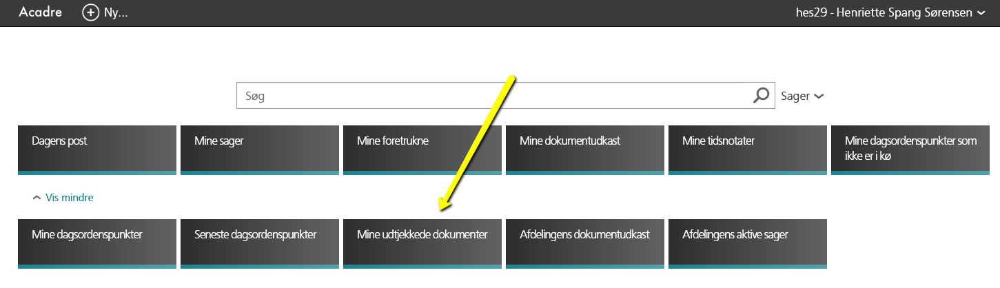 Acadre
Ny...
hes29 - Henriette Spang Sørensen
Søg
Sager
Dagens post
Mine sager
Mine foretrukne
Mine dokumentudkast
Mine tidsnotater
Mine dagsordenspunkter som
ikke er i kø
Vis mindre
Mine dagsordenspunkter
Seneste dagsordenspunkter
Mine udtjekkede dokumenter
Afdelingens dokumentudkast
Afdelingens aktive sager